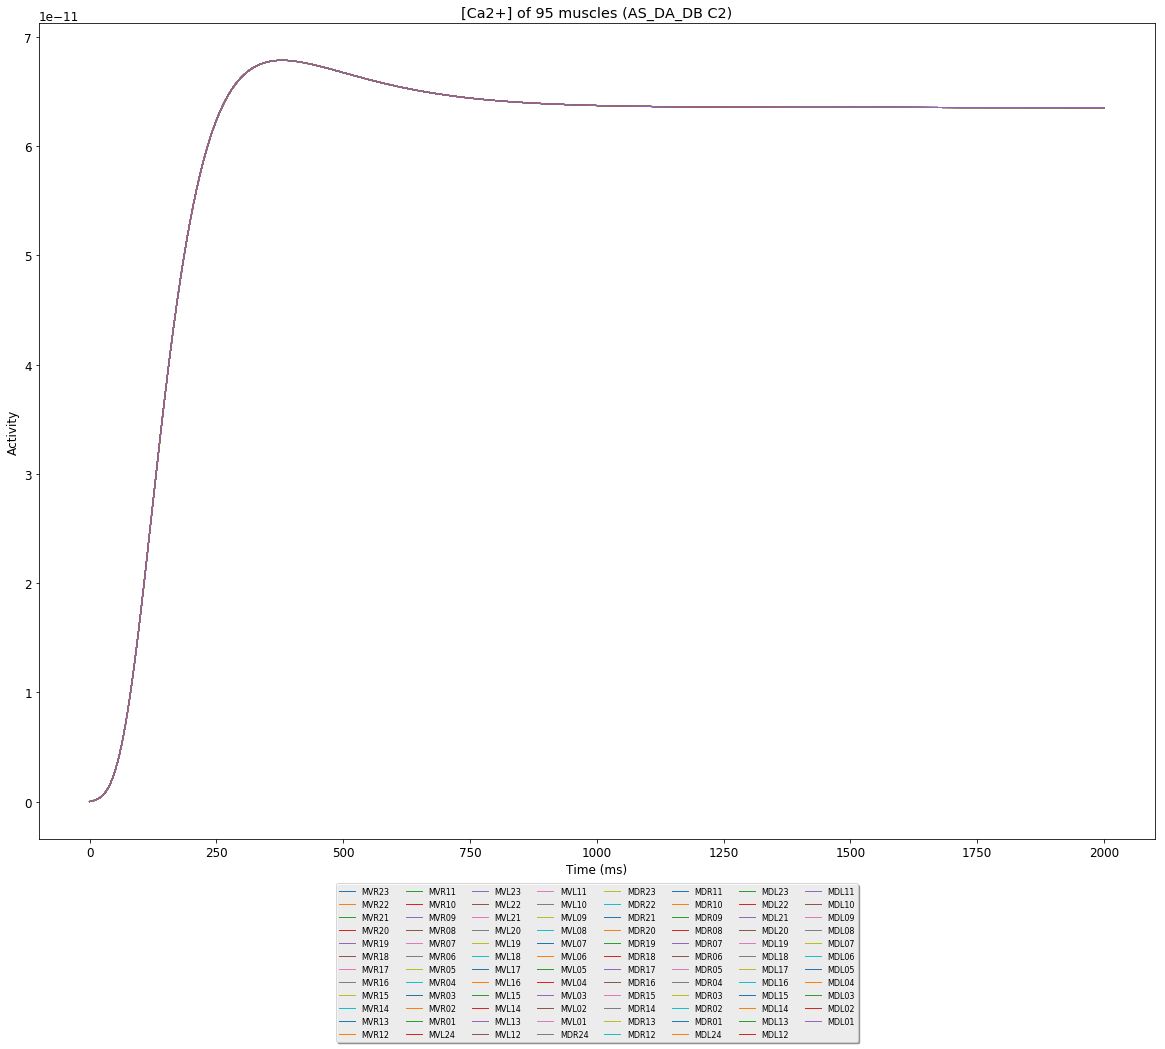 [Ca2+] of 95 muscles (AS_DA_DB C2)
1e−11
7
6
5
4
3
2
1
0
Activity
0 250 500 750 1000 1250 1500 1750 2000
Time (ms)
MVR23 MVR11 MVL23 MVL11 MDR23 MDR11 MDL23 MDL11
MVR22 MVR10 MVL22 MVL10 MDR22 MDR10 MDL22 MDL10
MVR21 MVR09 MVL21 MVL09 MDR21 MDR09 MDL21 MDL09
MVR20 MVR08 MVL20 MVL08 MDR20 MDR08 MDL20 MDL08
MVR19 MVR07 MVL19 MVL07 MDR19 MDR07 MDL19 MDL07
MVR18 MVR06 MVL18 MVL06 MDR18 MDR06 MDL18 MDL06
MVR17 MVR05 MVL17 MVL05 MDR17 MDR05 MDL17 MDL05
MVR16 MVR04 MVL16 MVL04 MDR16 MDR04 MDL16 MDL04
MVR15 MVR03 MVL15 MVL03 MDR15 MDR03 MDL15 MDL03
MVR14 MVR02 MVL14 MVL02 MDR14 MDR02 MDL14 MDL02
MVR13 MVR01 MVL13 MVL01 MDR13 MDR01 MDL13 MDL01
MVR12 MVL24 MVL12 MDR24 MDR12 MDL24 MDL12